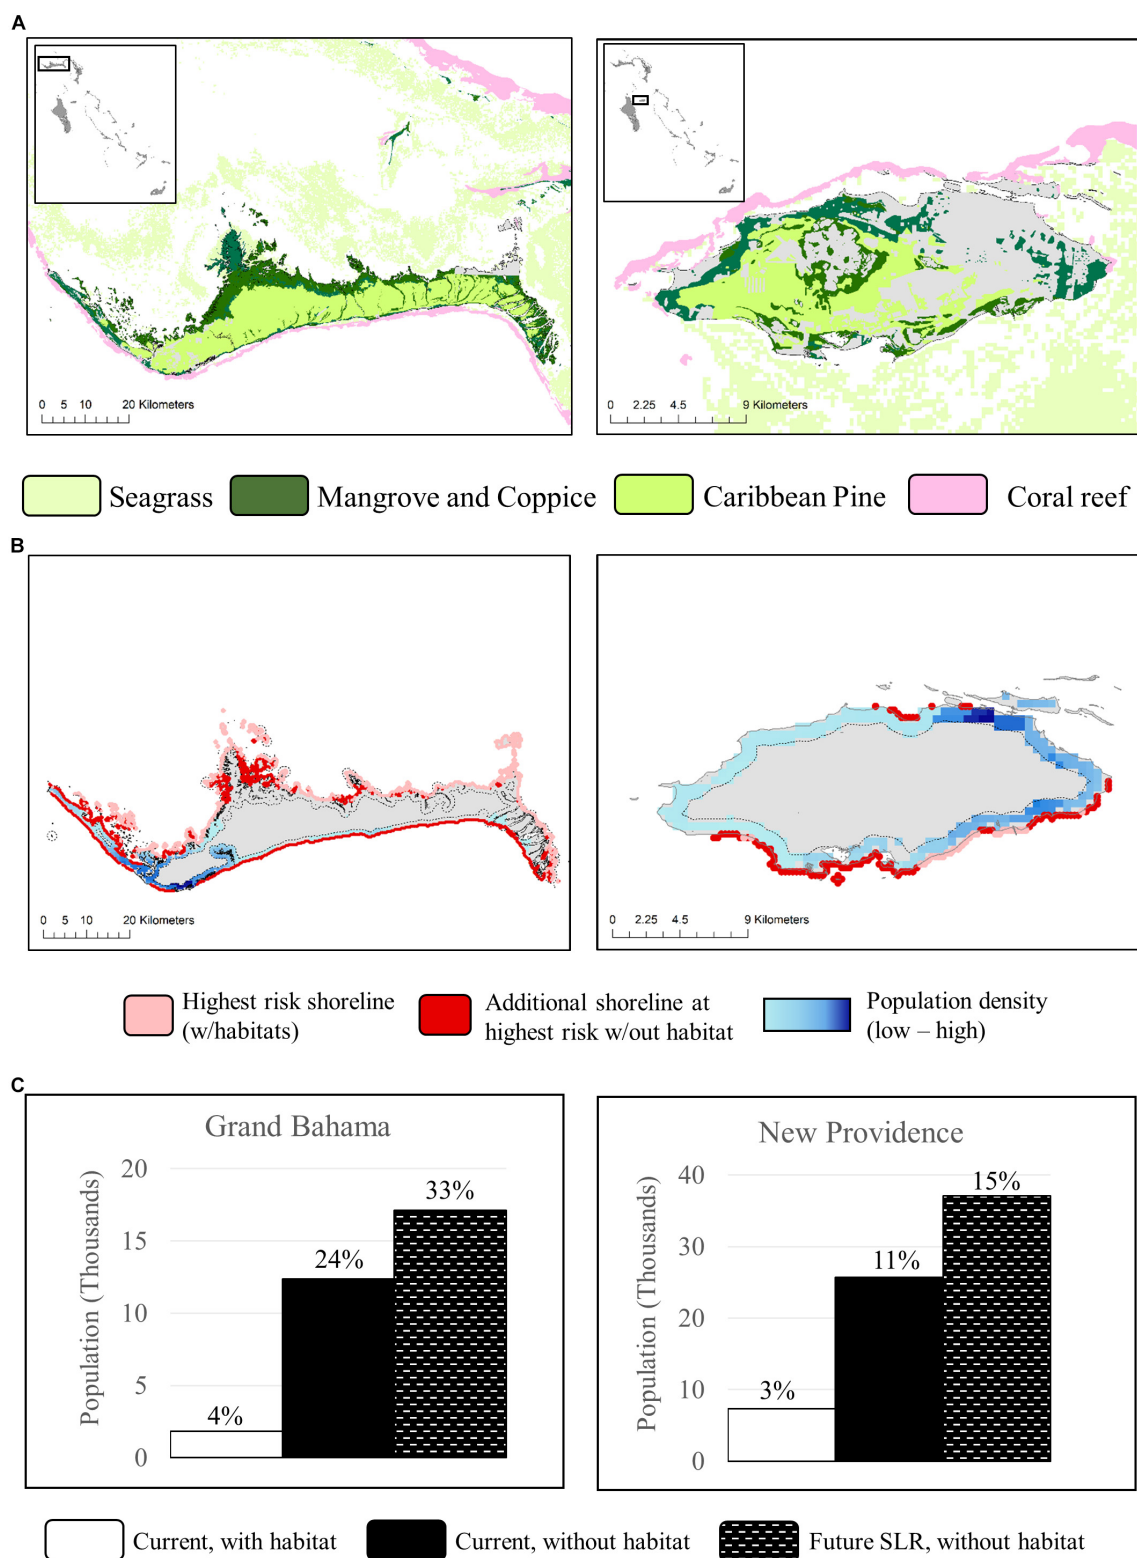 A
0 5 10 20 Kilometers
0 2.25 4.5 9 Kilometers
Seagrass
Mangrove and Coppice
Caribbean Pine
Coral reef
B
0 5 10 20 Kilometers
0 2.25 4.5 9 Kilometers
Highest risk shoreline
(w/habitats)
Additional shoreline at
highest risk w/out habitat
Population density
(low – high)
C
Grand Bahama
Population (Thousands)
20
15
10
5
0
4%
24%
33%
New Providence
Population (Thousands)
40
30
20
10
0
3%
11%
15%
Current, with habitat
Current, without habitat
Future SLR, without habitat